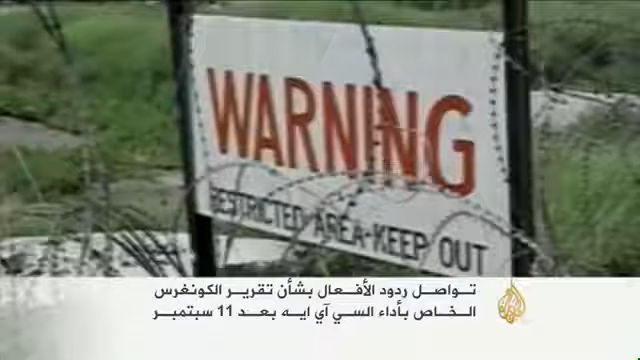 WARNING
RESTRICTED AREA-KEEP OUT
تواصل ردود الأفعال بشأن تقرير الكونغرس
الخاص بأداء السي آي ايه بعد 11 سبتمبر